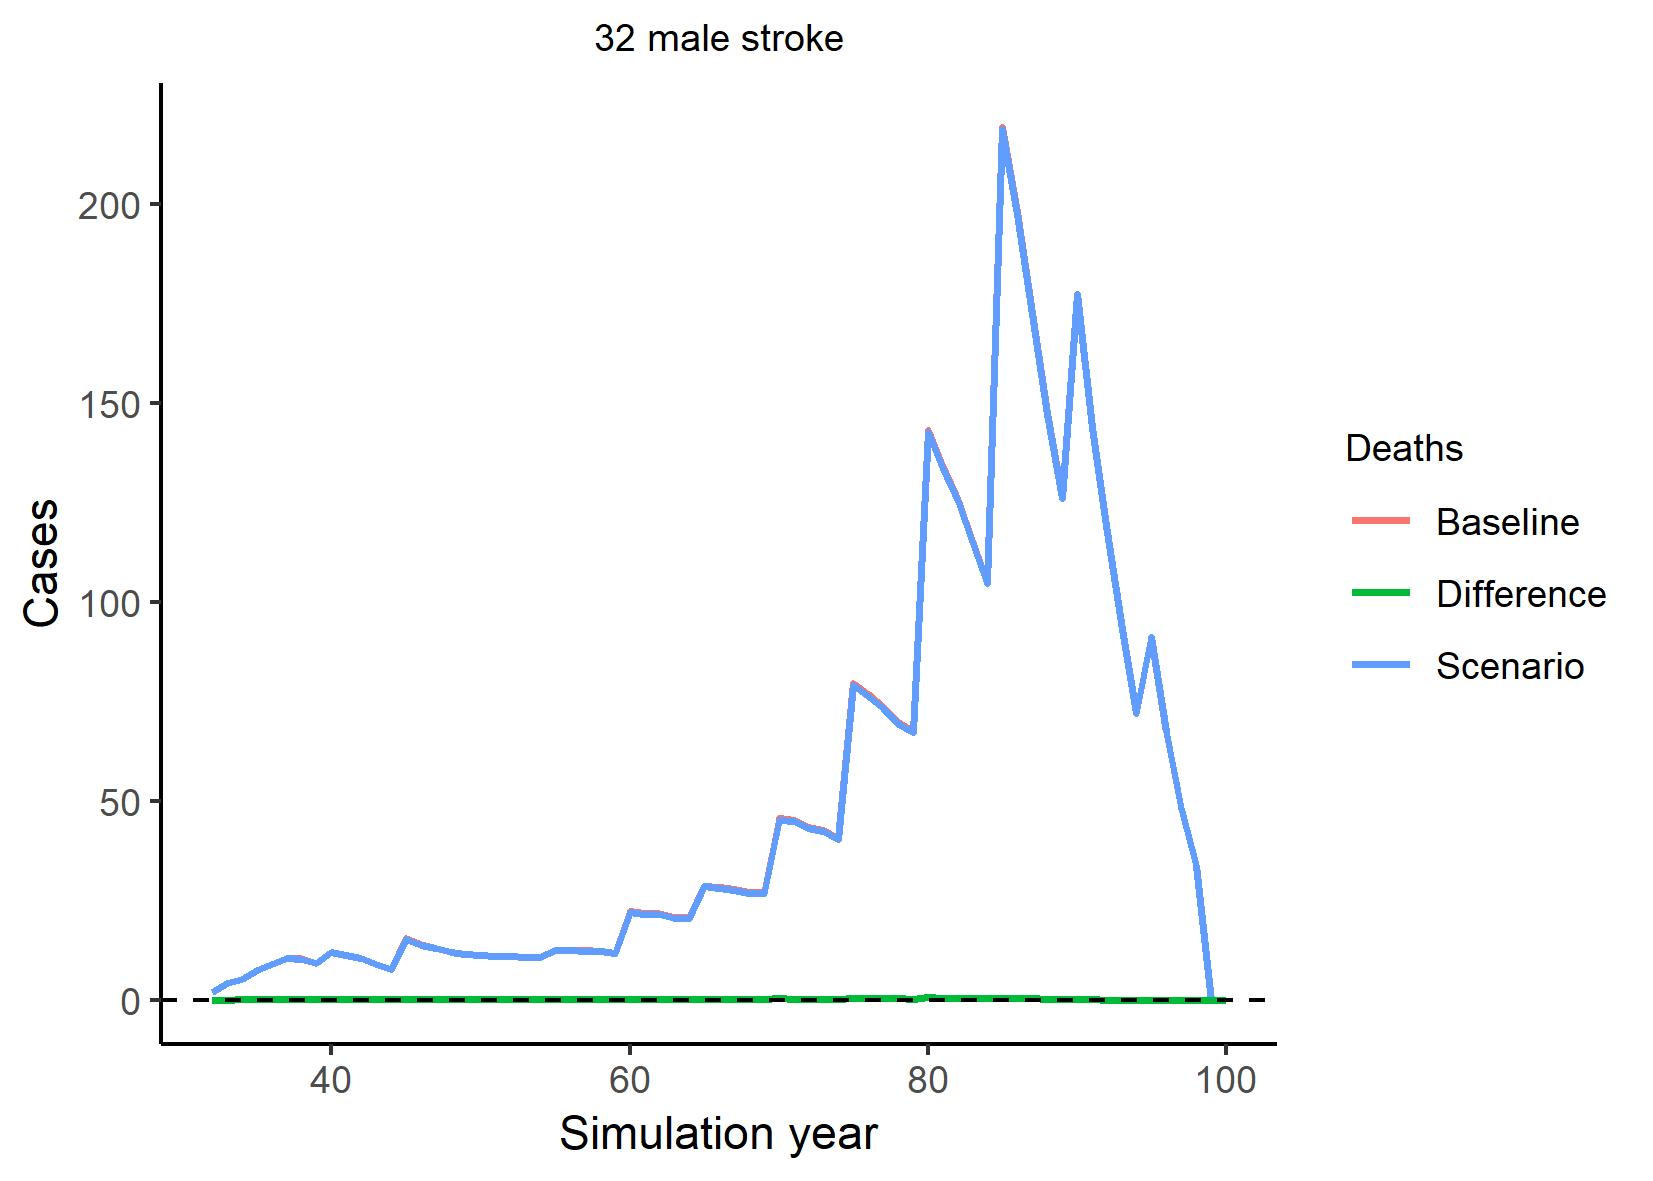 32 male stroke
Cases
200
150
100
50
0
40 60 80 100
Simulation year
Deaths
Baseline
Difference
Scenario